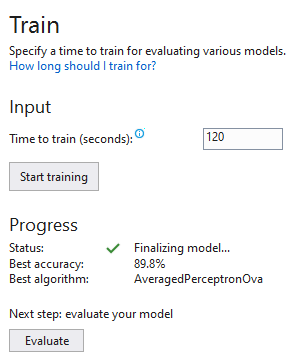 Train
Specify a time to train for evaluating various models.
How long should I train for?
Input
Time to train (seconds): 120
Start training
Progress
Status: Finalizing model...
Best accuracy: 89.8%
Best algorithm: AveragedPerceptronOva
Next step: evaluate your model
Evaluate